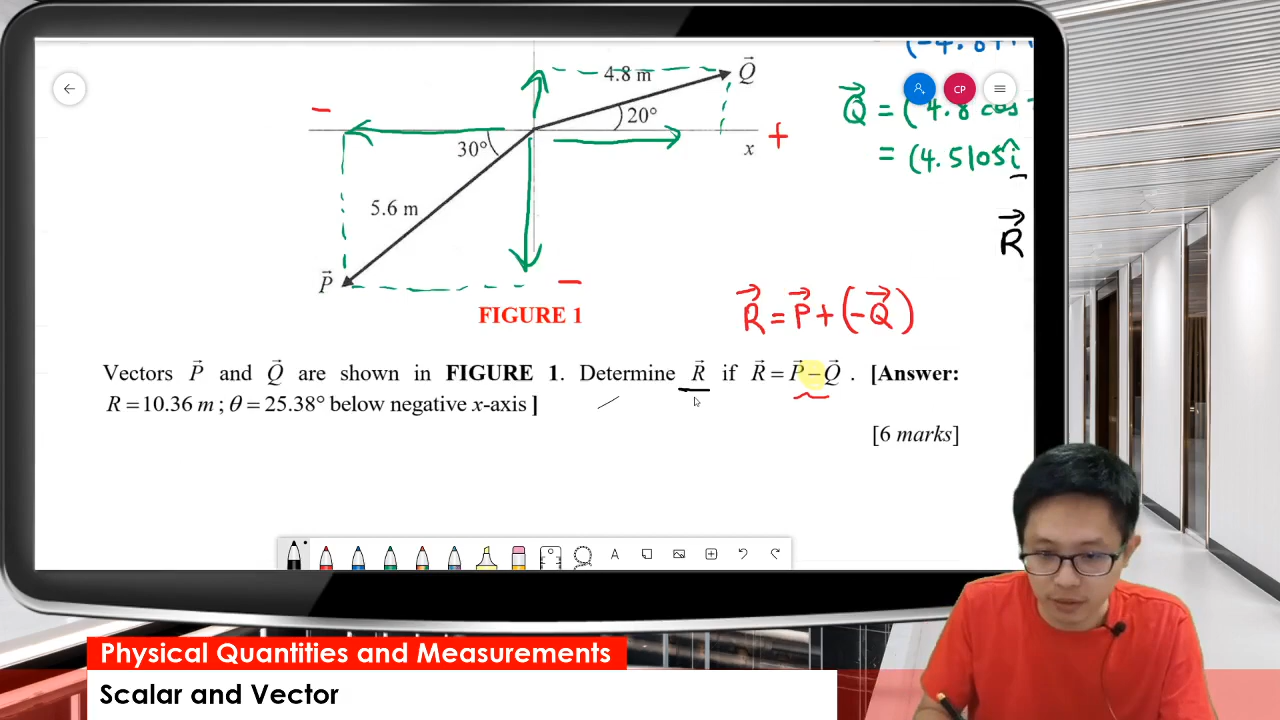 4.8 m
Q
CP
−
20°
Q = (4.8 cos
30°
x
+
= (4.510î
5.6 m
R
P
−
R = P + (−Q)
FIGURE 1
Vectors P and Q are shown in FIGURE 1. Determine R if R = P − Q . [Answer:
R = 10.36 m ; θ = 25.38° below negative x-axis ]
[6 marks]
A
Physical Quantities and Measurements
Scalar and Vector